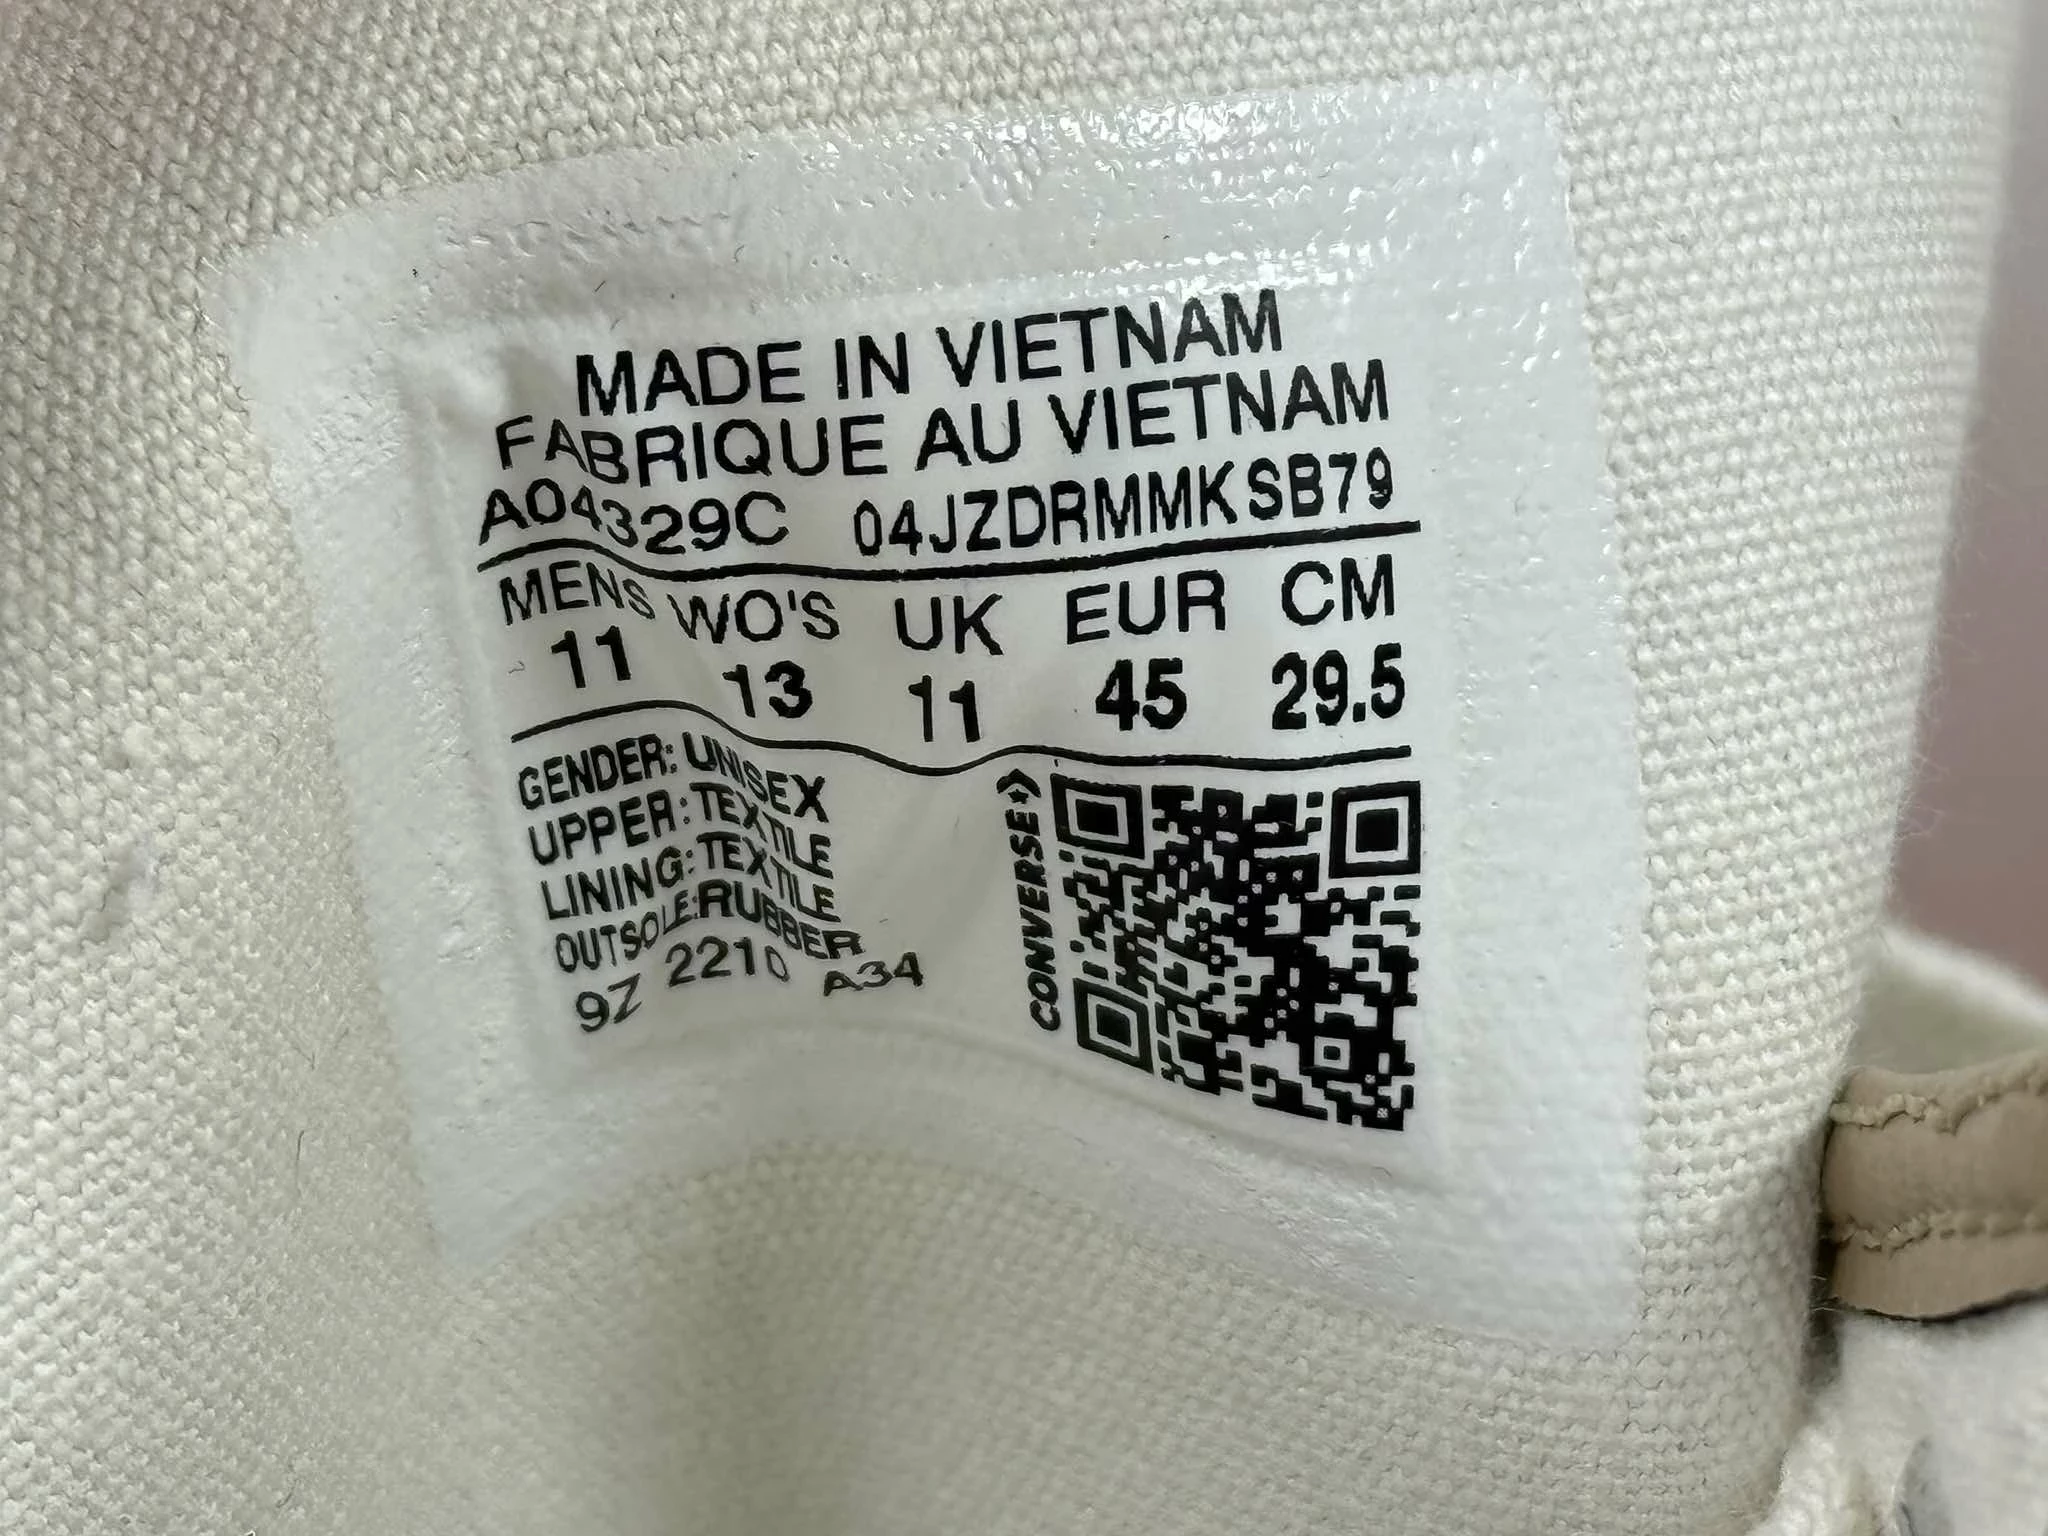 MADE IN VIETNAM
FABRIQUE AU VIETNAM
A04329C 04JZDRMMKSB79
MENS WO'S UK EUR CM
11 13 11 45 29.5
GENDER: UNISEX
UPPER: TEXTILE
LINING: TEXTILE
OUTSOLE: RUBBER
9Z 2210 A34
CONVERSE